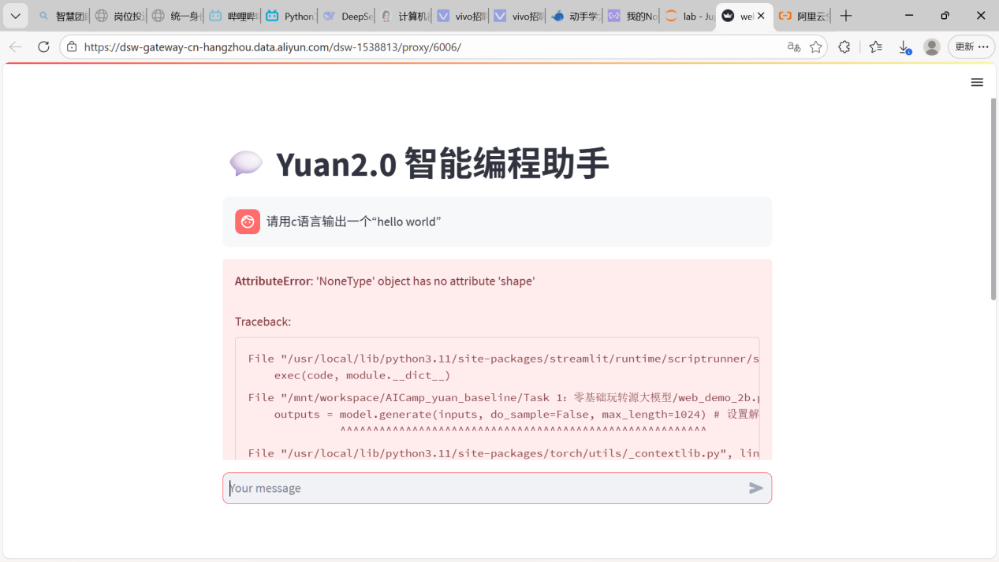 智慧团建
岗位投递
统一身份
哔哩哔哩
Python
DeepSe
计算机
vivo招聘
vivo招聘
动手学
我的No
lab - Ju
we
阿里云
https://dsw-gateway-cn-hangzhou.data.aliyun.com/dsw-1538813/proxy/6006/
更新
Yuan2.0 智能编程助手
请用c语言输出一个“hello world”
AttributeError: 'NoneType' object has no attribute 'shape'
Traceback:
File "/usr/local/lib/python3.11/site-packages/streamlit/runtime/scriptrunner/s
exec(code, module.__dict__)
File "/mnt/workspace/AICamp_yuan_baseline/Task 1：零基础玩转源大模型/web_demo_2b.p
outputs = model.generate(inputs, do_sample=False, max_length=1024) # 设置解
^^^^^^^^^^^^^^^^^^^^^^^^^^^^^^^^^^^^^^^^^^^^^^^^^^^^^^^^
File "/usr/local/lib/python3.11/site-packages/torch/utils/_contextlib.py", lin
Your message